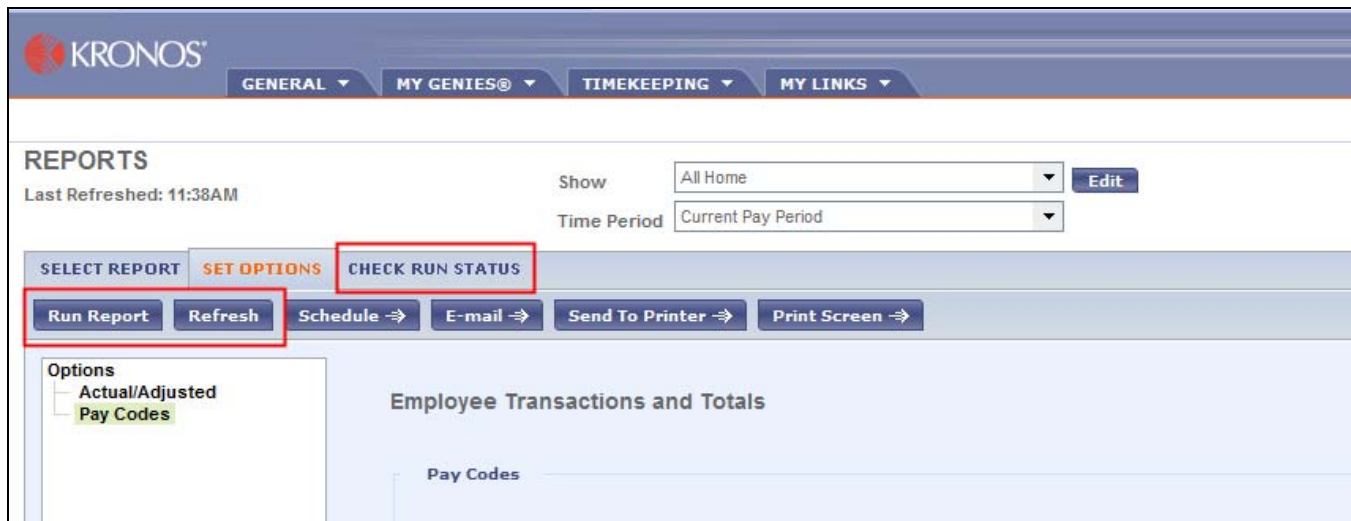 KRONOS®
GENERAL MY GENIES® TIMEKEEPING MY LINKS
REPORTS
Last Refreshed: 11:38AM
Show All Home Edit
Time Period Current Pay Period
SELECT REPORT SET OPTIONS CHECK RUN STATUS
Run Report Refresh Schedule E-mail Send To Printer Print Screen
Options
Actual/Adjusted
Pay Codes
Employee Transactions and Totals
Pay Codes